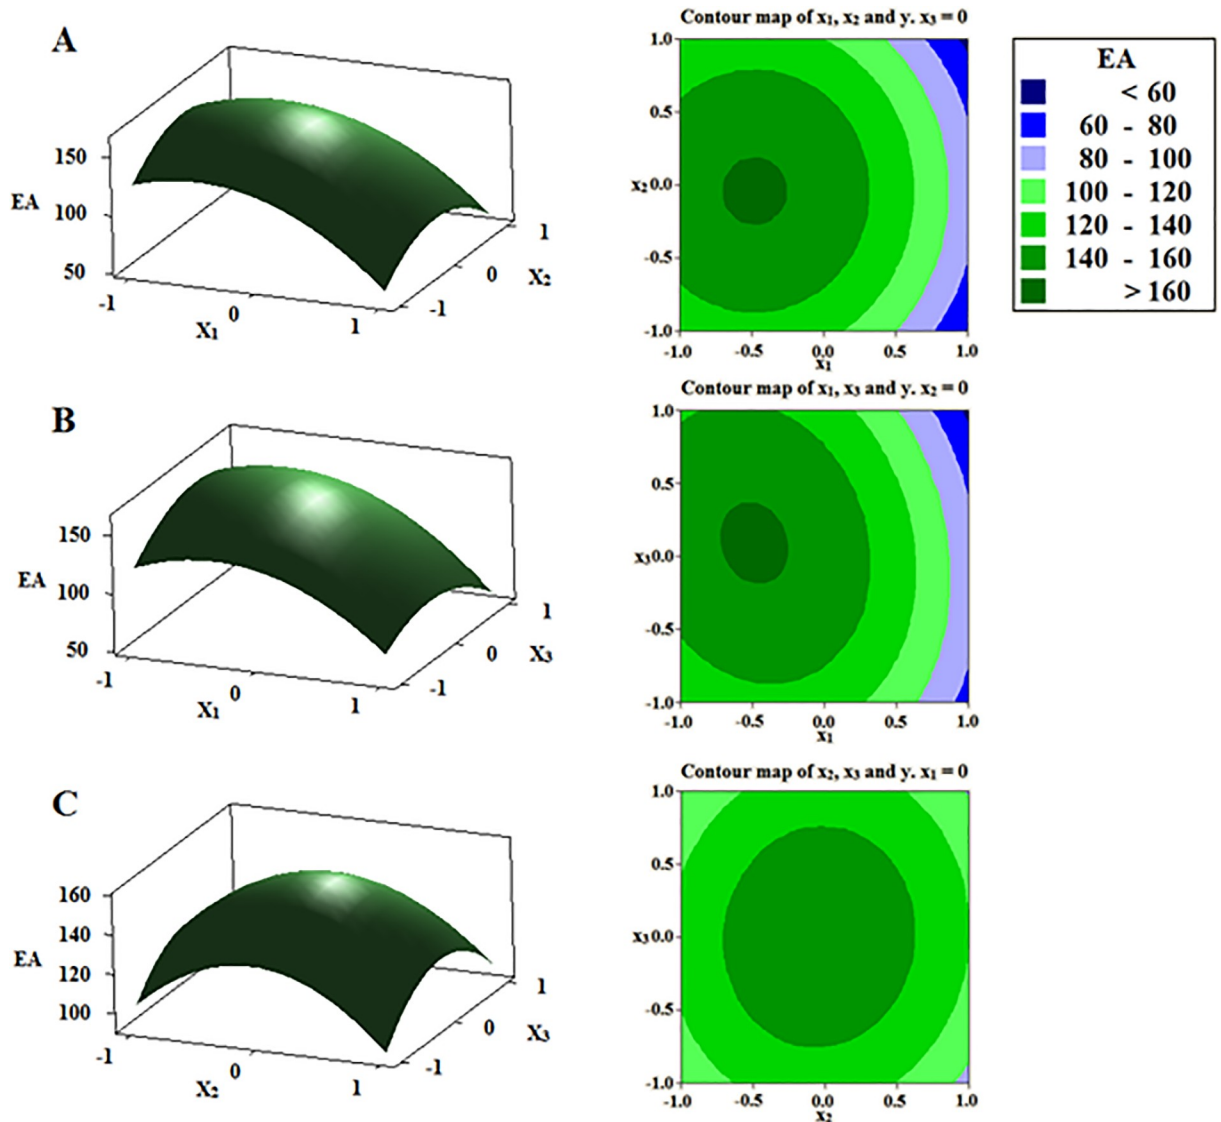 A
150
EA
100
50
-1
0
1
X1
-1
0
1
X2
Contour map of x1, x2 and y. x3 = 0
1.0
0.5
x2 0.0
-0.5
-1.0
-1.0 -0.5 0.0 0.5 1.0
x1
EA
< 60
60 - 80
80 - 100
100 - 120
120 - 140
140 - 160
> 160
B
150
EA
100
50
-1
0
1
X1
-1
0
1
X3
Contour map of x1, x3 and y. x2 = 0
1.0
0.5
x3 0.0
-0.5
-1.0
-1.0 -0.5 0.0 0.5 1.0
x1
C
160
140
EA
120
100
-1
0
1
X2
-1
0
1
X3
Contour map of x2, x3 and y. x1 = 0
1.0
0.5
x3 0.0
-0.5
-1.0
-1.0 -0.5 0.0 0.5 1.0
x2